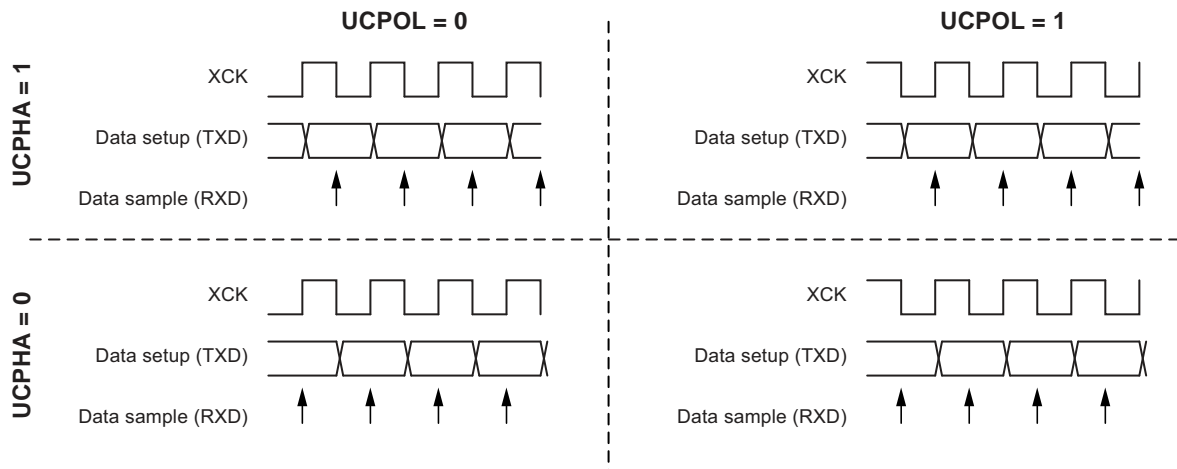 UCPOL = 0
UCPOL = 1
UCPHA = 1
XCK
Data setup (TXD)
Data sample (RXD)
XCK
Data setup (TXD)
Data sample (RXD)
UCPHA = 0
XCK
Data setup (TXD)
Data sample (RXD)
XCK
Data setup (TXD)
Data sample (RXD)